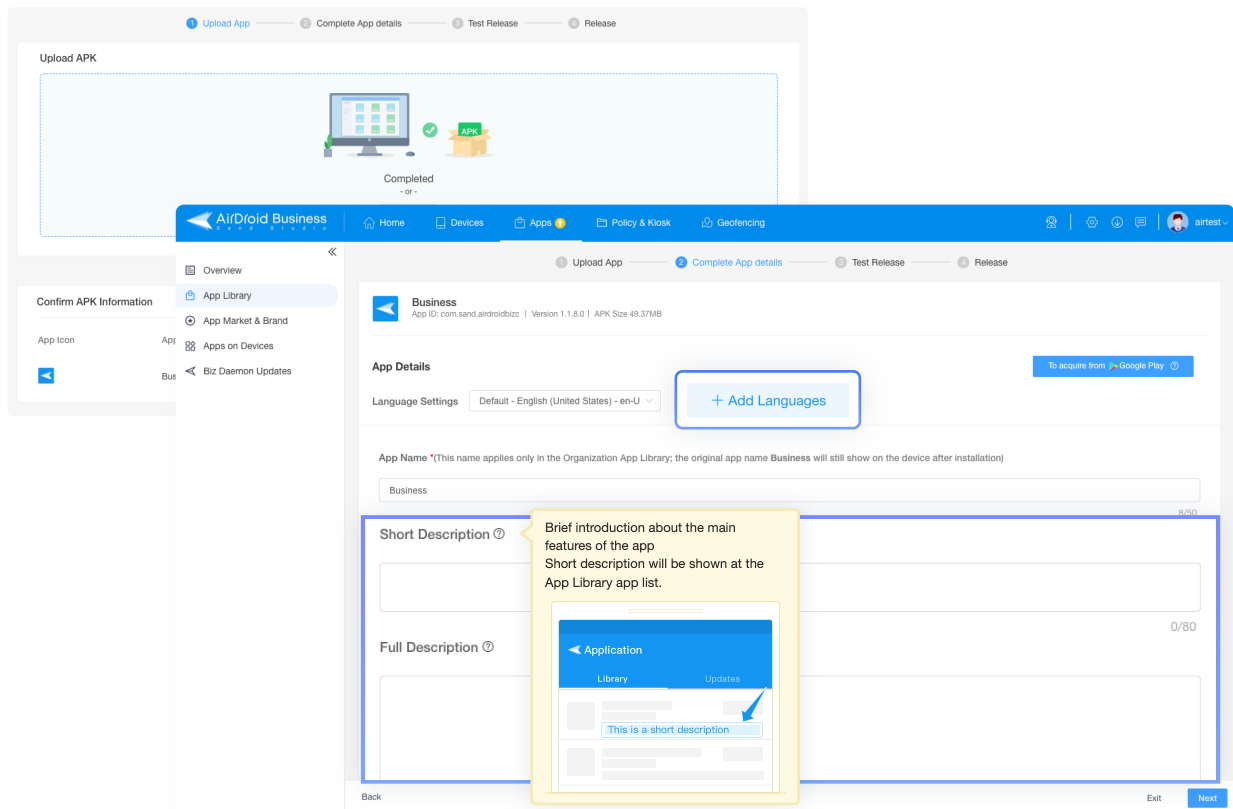 1 Upload App 2 Complete App details 3 Test Release 4 Release
Upload APK
APK
Completed
- or -
AirDroid Business
Sand Studio
Home Devices Apps Policy & Kiosk Geofencing airtest
Overview
App Library
App Market & Brand
Apps on Devices
Biz Daemon Updates
Confirm APK Information
App Icon App
Bus
1 Upload App 2 Complete App details 3 Test Release 4 Release
Business
App ID: com.sand.airdroidbizc | Version 1.1.8.0 | APK Size 49.37MB
App Details
To acquire from Google Play ?
Language Settings Default - English (United States) - en-U
+ Add Languages
App Name *(This name applies only in the Organization App Library; the original app name Business will still show on the device after installation)
Business
8/50
Short Description ?
Brief introduction about the main
features of the app
Short description will be shown at the
App Library app list.
Application
Library Updates
This is a short description
0/80
Full Description ?
Back Exit Next